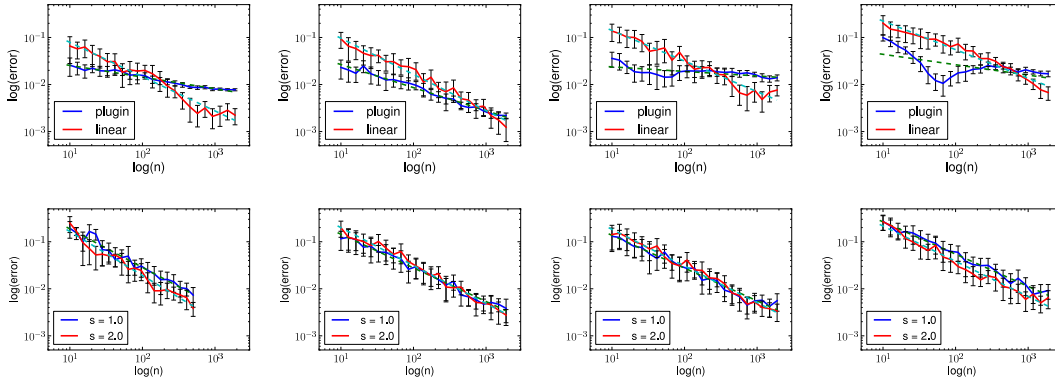 log(error)
10⁻¹
10⁻²
10⁻³
plugin
linear
10¹ 10² 10³
log(n)
log(error)
10⁻¹
10⁻²
10⁻³
plugin
linear
10¹ 10² 10³
log(n)
log(error)
10⁻¹
10⁻²
10⁻³
plugin
linear
10¹ 10² 10³
log(n)
log(error)
10⁻¹
10⁻²
10⁻³
plugin
linear
10¹ 10² 10³
log(n)
log(error)
10⁻¹
10⁻²
10⁻³
s = 1.0
s = 2.0
10¹ 10² 10³
log(n)
log(error)
10⁻¹
10⁻²
10⁻³
s = 1.0
s = 2.0
10¹ 10² 10³
log(n)
log(error)
10⁻¹
10⁻²
10⁻³
s = 1.0
s = 2.0
10¹ 10² 10³
log(n)
log(error)
10⁻¹
10⁻²
10⁻³
s = 1.0
s = 2.0
10¹ 10² 10³
log(n)